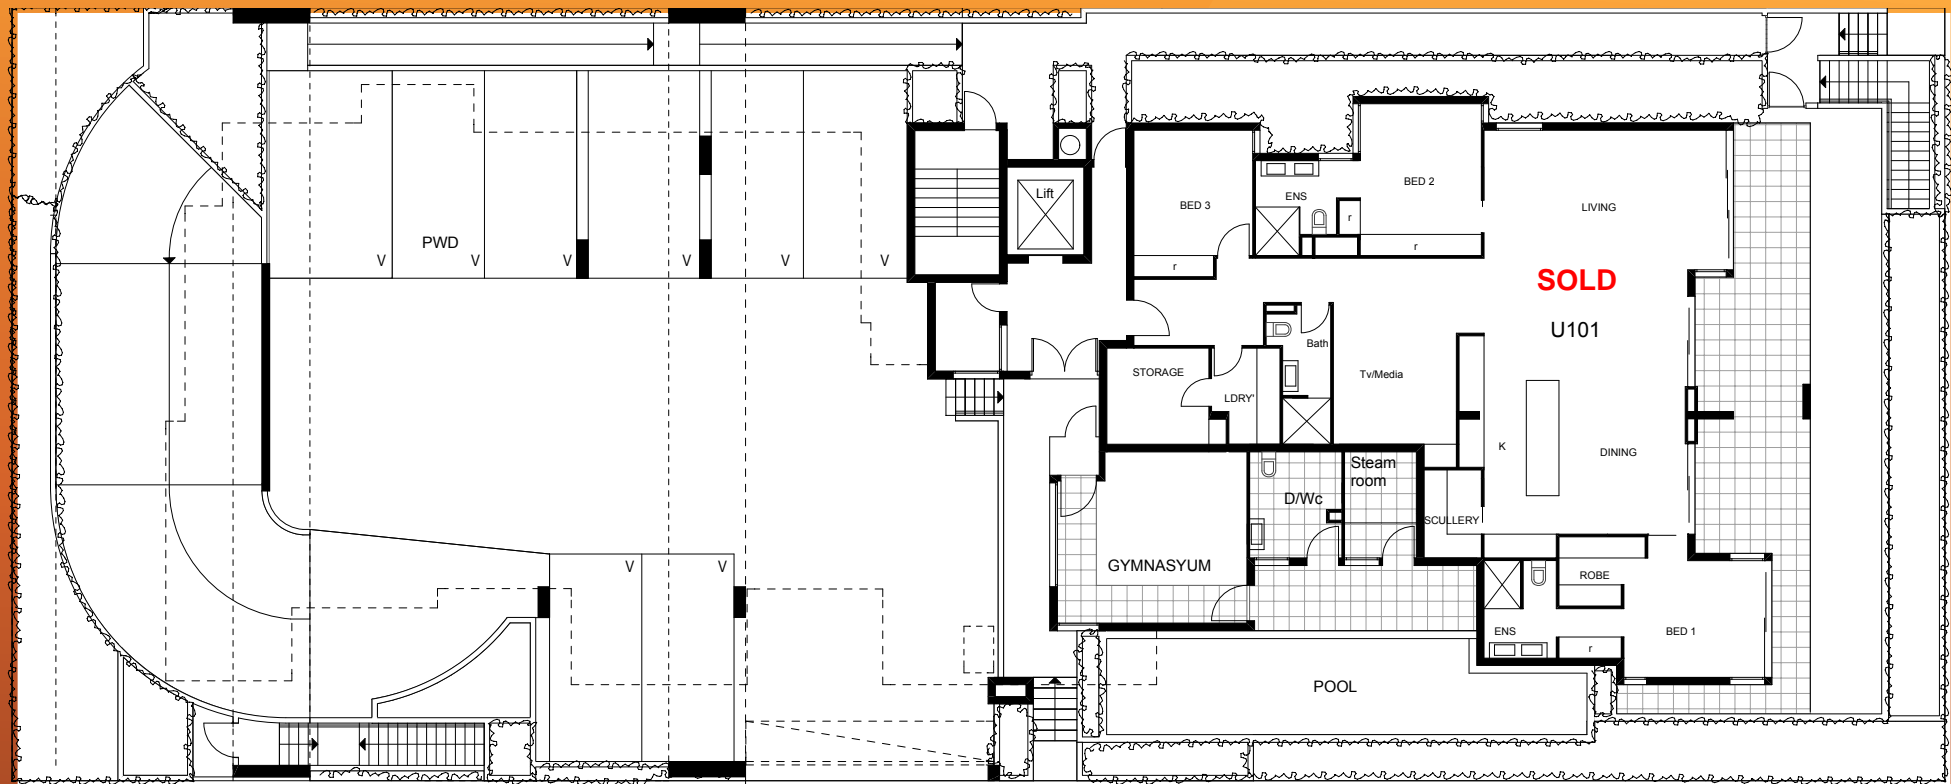 Lift
BED 3
ENS
BED 2
LIVING
r
r
r
PWD
V
V
V
V
V
V
SOLD
U101
Bath
STORAGE
Tv/Media
LDRY'
K
DINING
Steam
room
D/Wc
SCULLERY
GYMNASYUM
V
V
ROBE
ENS
BED 1
r
POOL